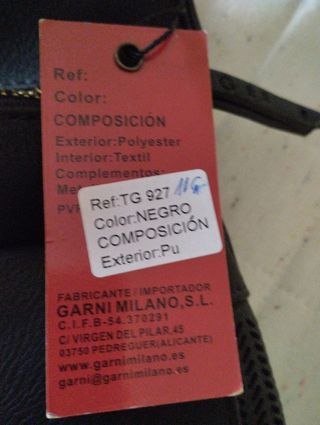 Ref:
Color:
COMPOSICIÓN
Exterior:Polyester
Interior:Textil
Complementos:
Ref:TG 927
Color:NEGRO
COMPOSICIÓN
Exterior:Pu
FABRICANTE / IMPORTADOR
GARNI MILANO,S.L.
C.I.F.B-54.370291
C/ VIRGEN DEL PILAR,45
03750 PEDREGUER(ALICANTE)
www.garnimilano.es
garni@garnimilano.es